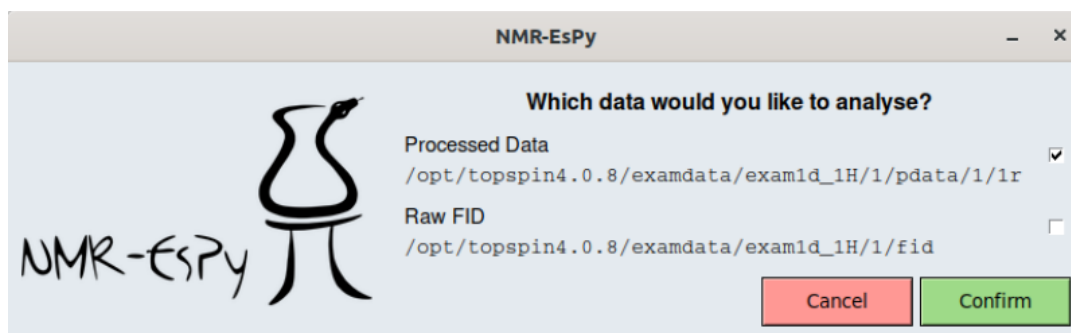 NMR-EsPy
Which data would you like to analyse?
Processed Data
/opt/topspin4.0.8/examdata/exam1d_1H/1/pdata/1/1r
Raw FID
/opt/topspin4.0.8/examdata/exam1d_1H/1/fid
NMR-EsPy
Cancel Confirm